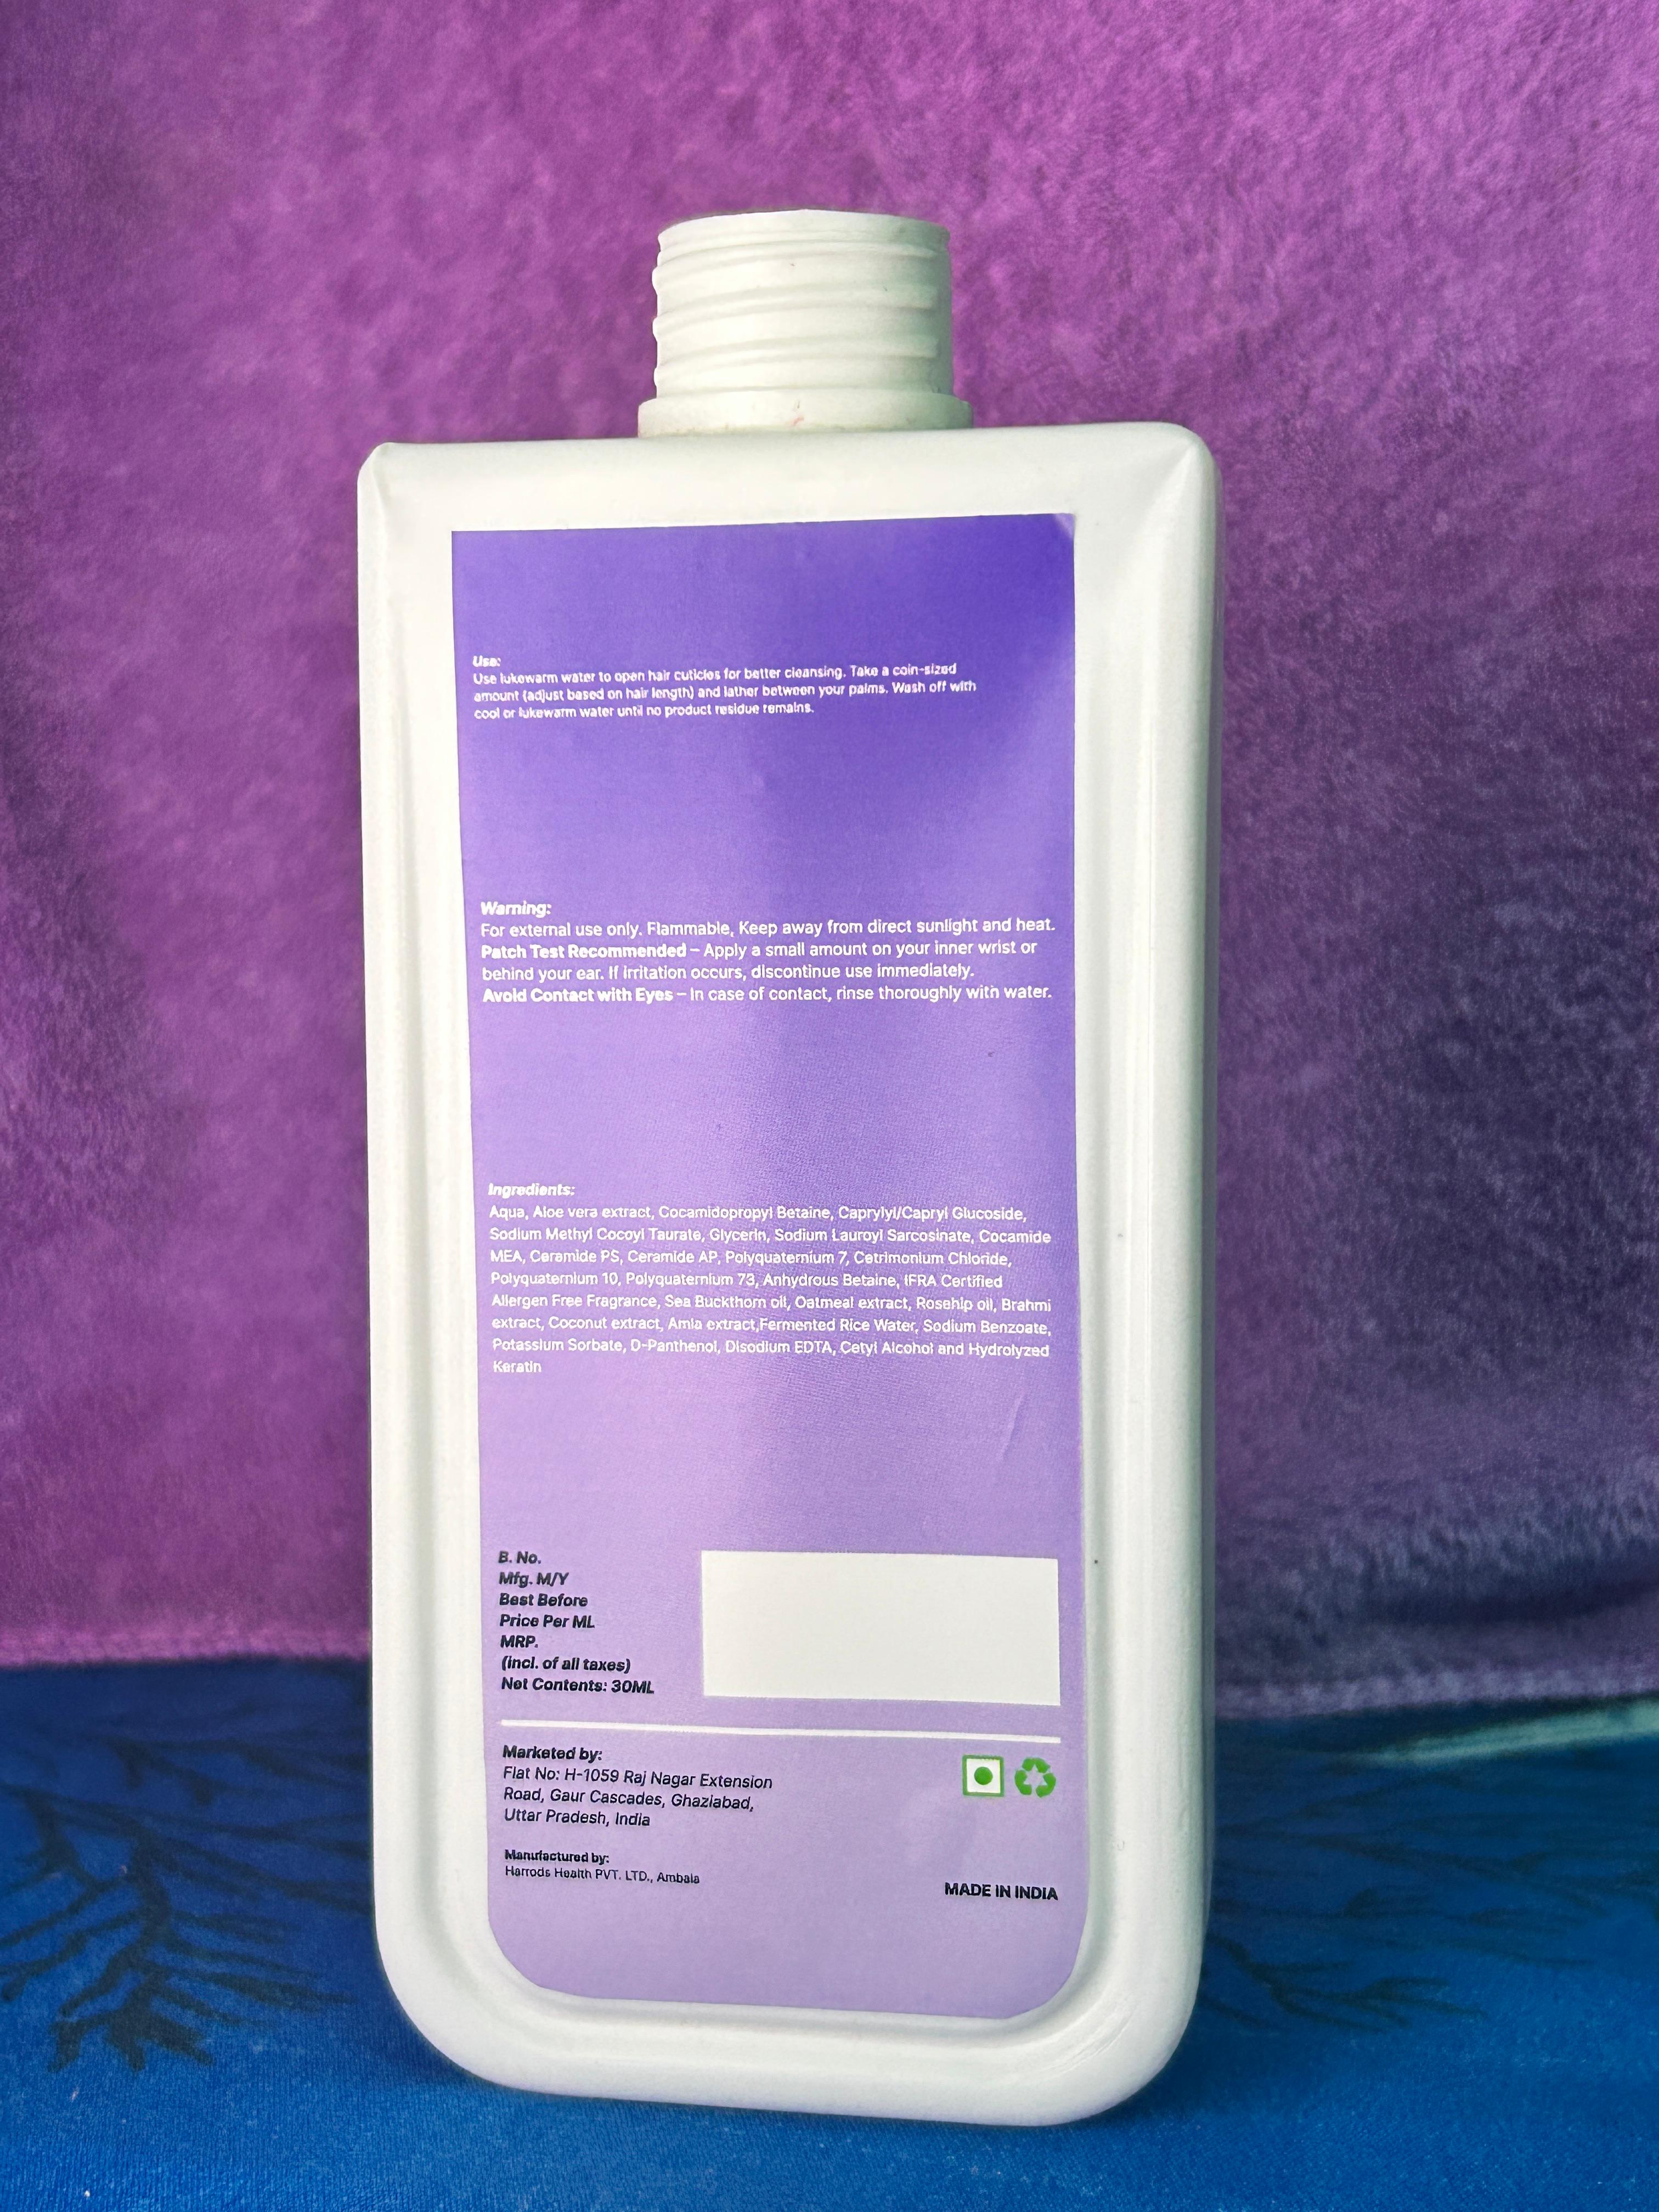 Use:
Use lukewarm water to open hair cuticles for better cleansing. Take a coin-sized
amount (adjust based on hair length) and lather between your palms. Wash off with
cool or lukewarm water until no product residue remains.
Warning:
For external use only. Flammable, Keep away from direct sunlight and heat.
Patch Test Recommended – Apply a small amount on your inner wrist or
behind your ear. If irritation occurs, discontinue use immediately.
Avoid Contact with Eyes – In case of contact, rinse thoroughly with water.
Ingredients:
Aqua, Aloe vera extract, Cocamidopropyl Betaine, Caprylyl/Capryl Glucoside,
Sodium Methyl Cocoyl Taurate, Glycerin, Sodium Lauroyl Sarcosinate, Cocamide
MEA, Ceramide PS, Ceramide AP, Polyquaternium 7, Cetrimonium Chloride,
Polyquaternium 10, Polyquaternium 73, Anhydrous Betaine, IFRA Certified
Allergen Free Fragrance, Sea Buckthorn oil, Oatmeal extract, Rosehip oil, Brahmi
extract, Coconut extract, Amla extract,Fermented Rice Water, Sodium Benzoate,
Potassium Sorbate, D-Panthenol, Disodium EDTA, Cetyl Alcohol and Hydrolyzed
Keratin
B. No.
Mfg. M/Y
Best Before
Price Per ML
MRP.
(incl. of all taxes)
Net Contents: 30ML
Marketed by:
Flat No: H-1059 Raj Nagar Extension
Road, Gaur Cascades, Ghaziabad,
Uttar Pradesh, India
Manufactured by:
Harrods Health PVT. LTD., Ambala
MADE IN INDIA